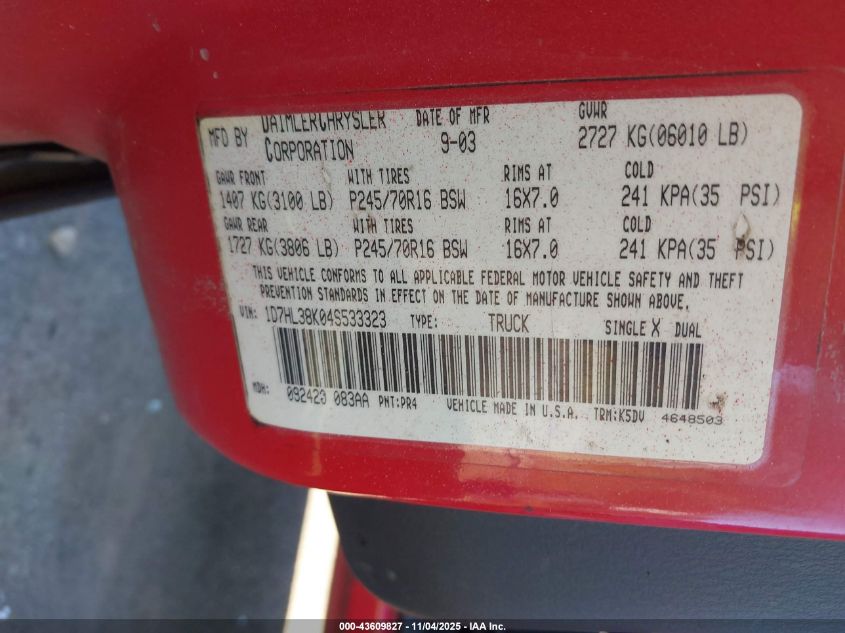 MFD BY DAIMLERCHRYSLER CORPORATION DATE OF MFR 9-03 GVWR 2727 KG(06010 LB)
GAWR FRONT WITH TIRES RIMS AT COLD
1407 KG(3100 LB) P245/70R16 BSW 16X7.0 241 KPA(35 PSI)
GAWR REAR WITH TIRES RIMS AT COLD
1727 KG(3806 LB) P245/70R16 BSW 16X7.0 241 KPA(35 PSI)
THIS VEHICLE CONFORMS TO ALL APPLICABLE FEDERAL MOTOR VEHICLE SAFETY AND THEFT
PREVENTION STANDARDS IN EFFECT ON THE DATE OF MANUFACTURE SHOWN ABOVE.
VIN: 1D7HL38K04S533323 TYPE: TRUCK SINGLE X DUAL
MDH: 092420 083AA PNT:PR4 VEHICLE MADE IN U.S.A. TRM:K5DV 4648503
000-43609827 - 11/04/2025 - IAA Inc.